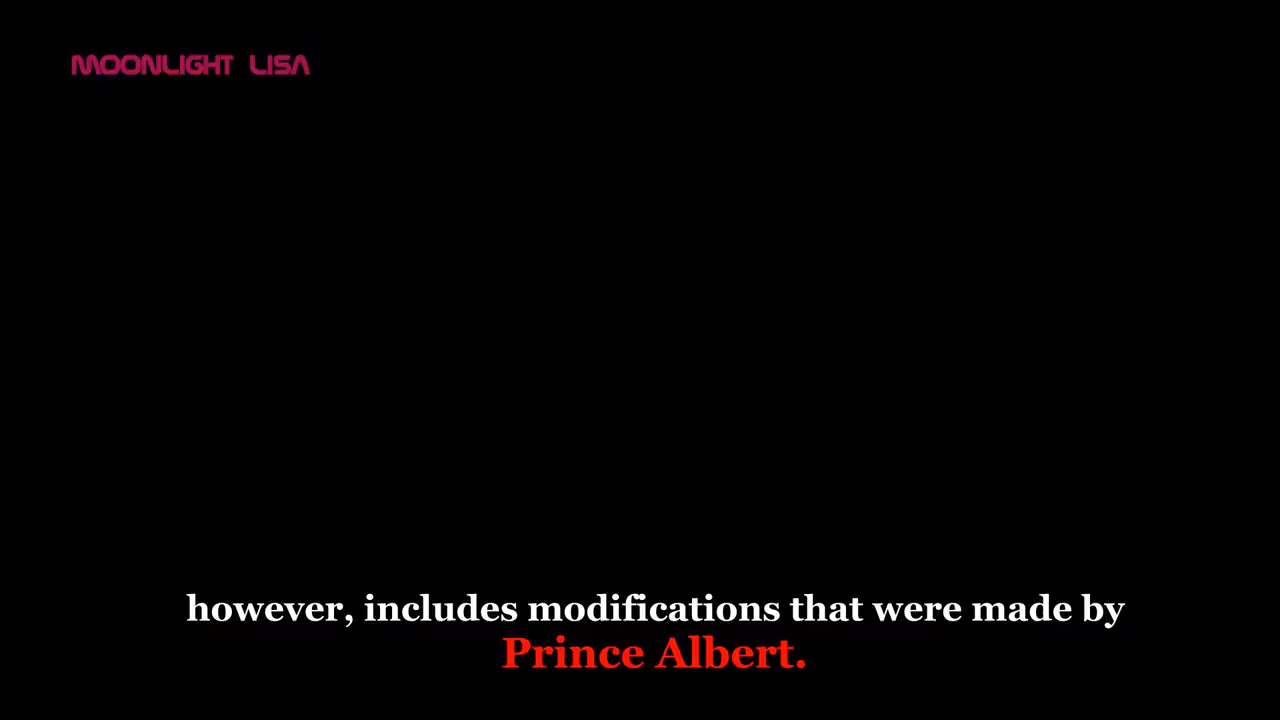 MOONLIGHT LISA
however, includes modifications that were made by
Prince Albert.